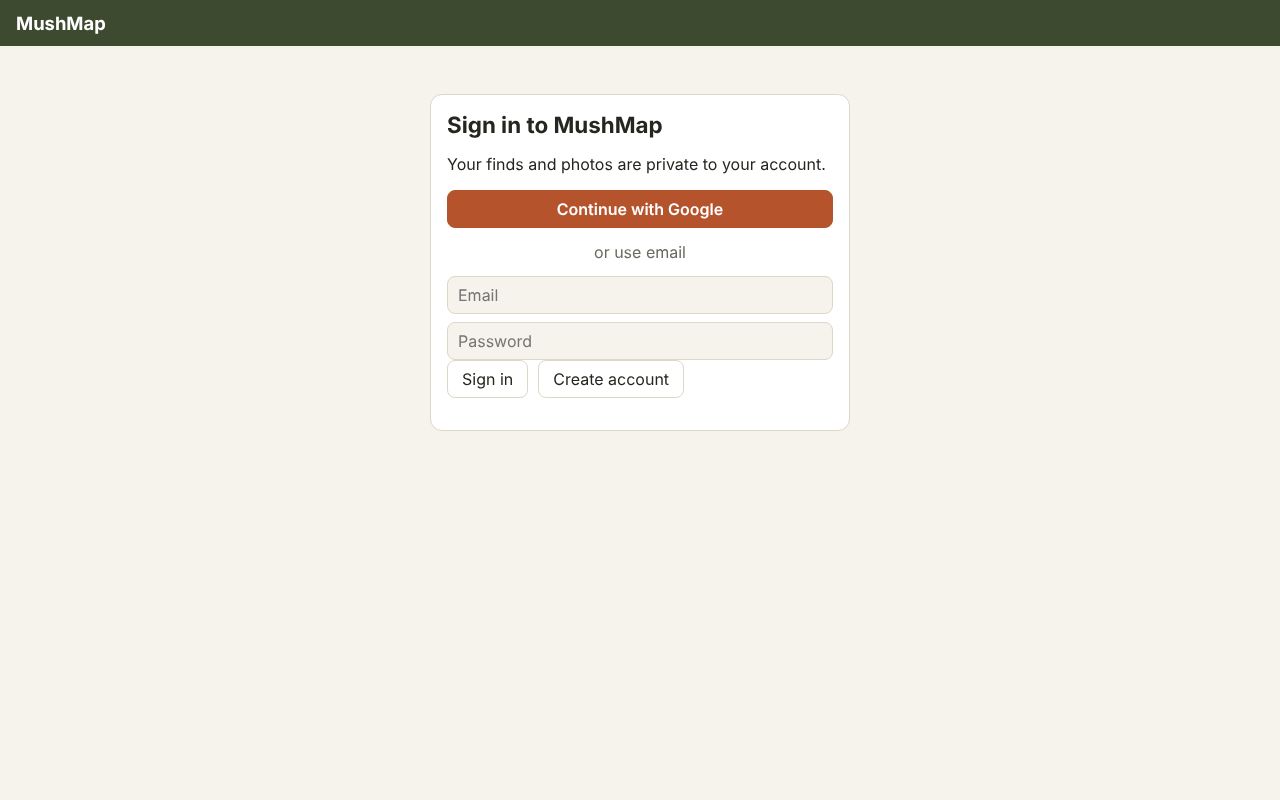 MushMap
Sign in to MushMap
Your finds and photos are private to your account.
Continue with Google
or use email
Email
Password
Sign in
Create account